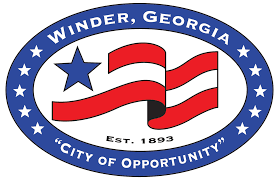 WINDER, GEORGIA
EST. 1893
"CITY OF OPPORTUNITY"